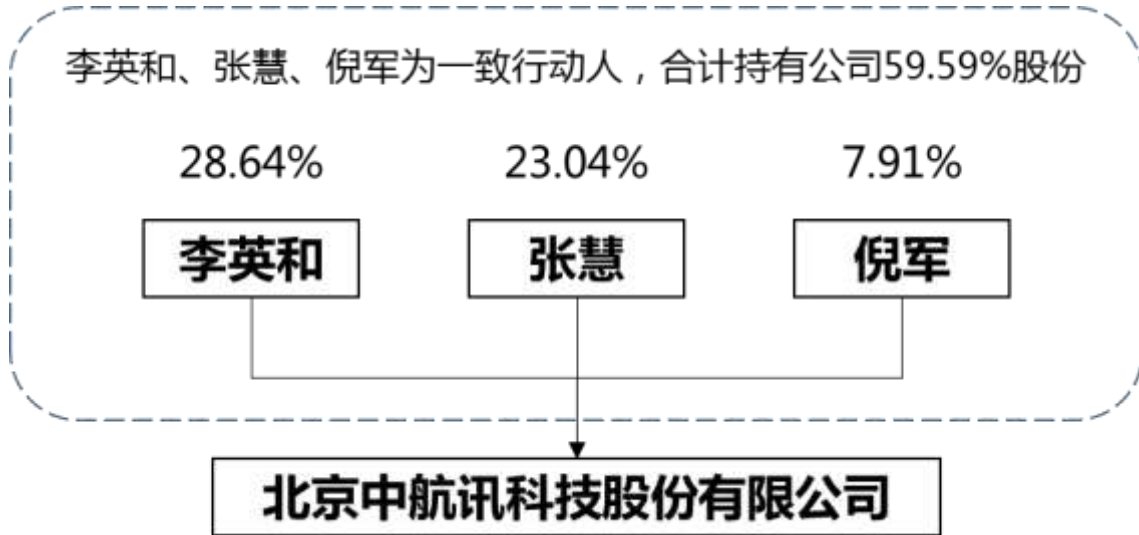 李英和、张慧、倪军为一致行动人，合计持有公司59.59%股份
28.64% 23.04% 7.91%
李英和 张慧 倪军
北京中航讯科技股份有限公司